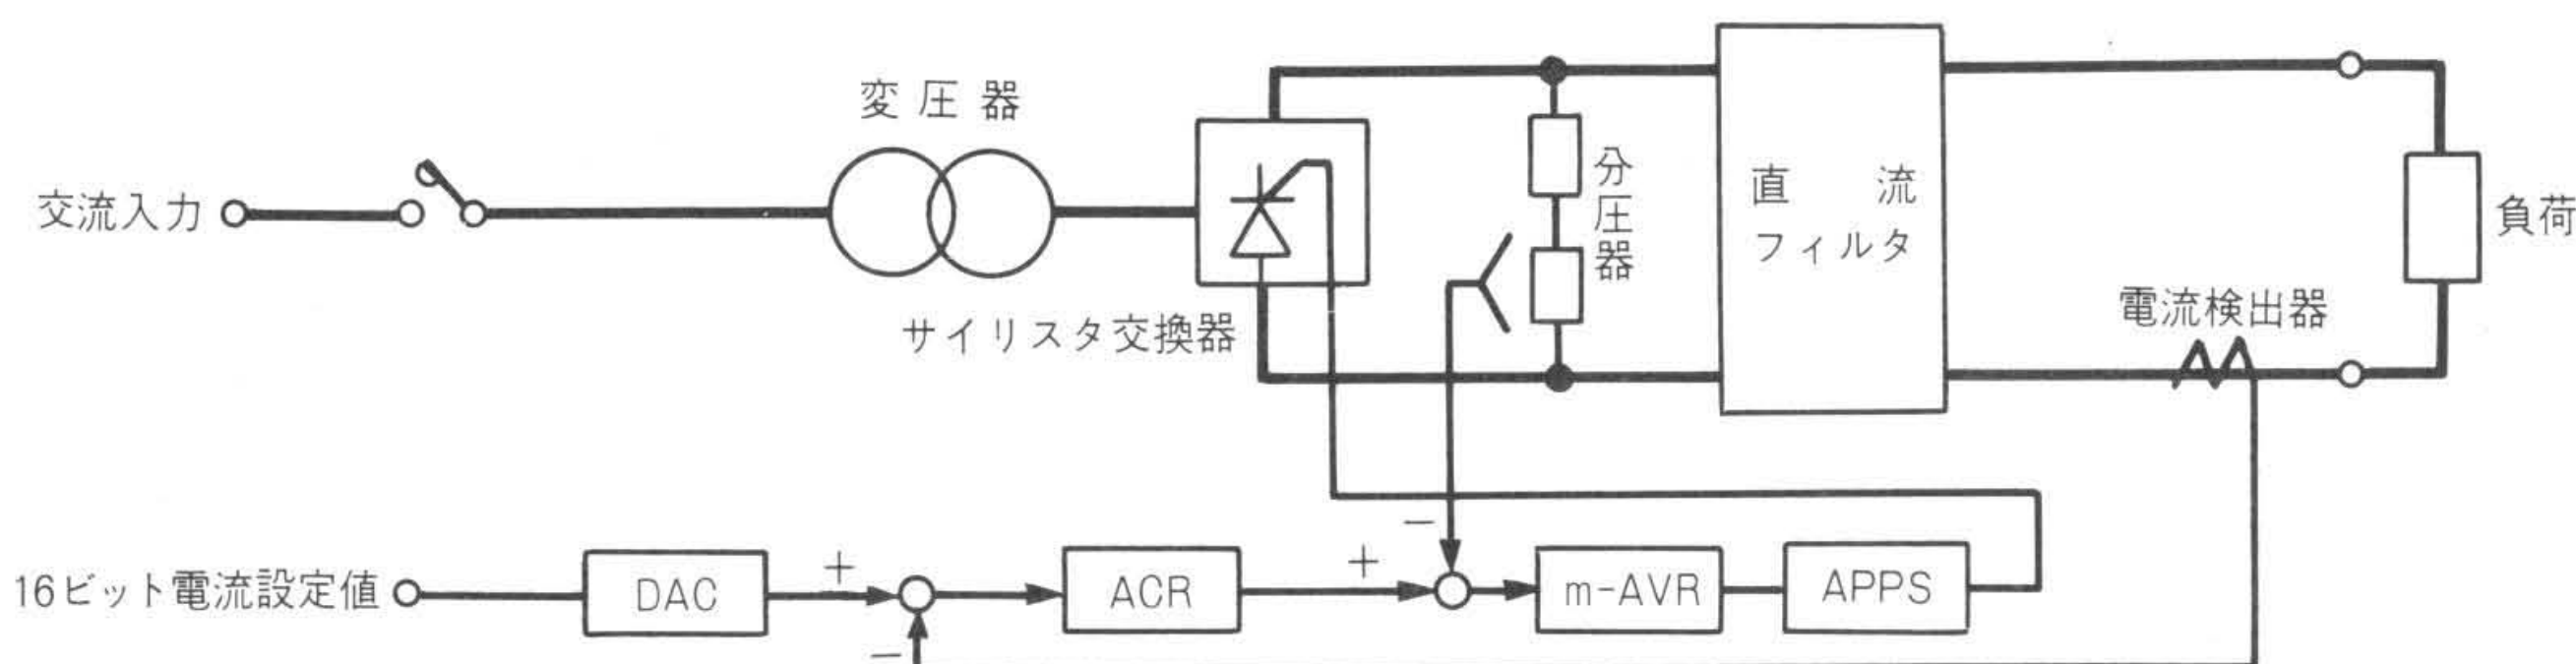 変圧器
交流入力
サイリスタ交換器
分圧器
直流
フィルタ
負荷
電流検出器
16ビット電流設定値
DAC
+
−
ACR
+
−
m-AVR
APPS